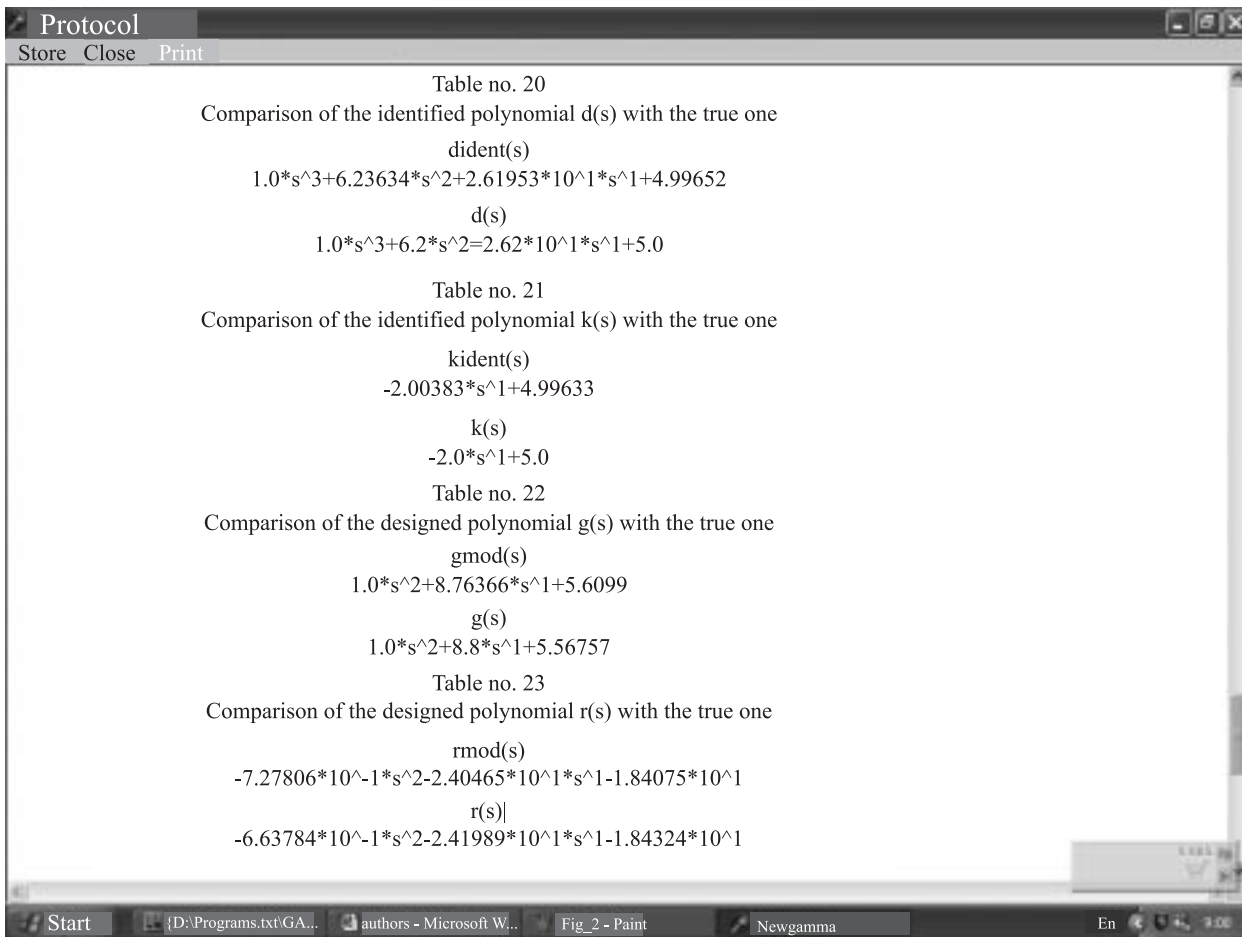 Protocol
Store Close Print
Table no. 20
Comparison of the identified polynomial d(s) with the true one
dident(s)
1.0*s^3+6.23634*s^2+2.61953*10^1*s^1+4.99652
d(s)
1.0*s^3+6.2*s^2=2.62*10^1*s^1+5.0
Table no. 21
Comparison of the identified polynomial k(s) with the true one
kident(s)
-2.00383*s^1+4.99633
k(s)
-2.0*s^1+5.0
Table no. 22
Comparison of the designed polynomial g(s) with the true one
gmod(s)
1.0*s^2+8.76366*s^1+5.6099
g(s)
1.0*s^2+8.8*s^1+5.56757
Table no. 23
Comparison of the designed polynomial r(s) with the true one
rmod(s)
-7.27806*10^-1*s^2-2.40465*10^1*s^1-1.84075*10^1
r(s)
-6.63784*10^-1*s^2-2.41989*10^1*s^1-1.84324*10^1
Start {D:\Programs.txt\GA... authors - Microsoft W... Fig_2 - Paint Newgamma En